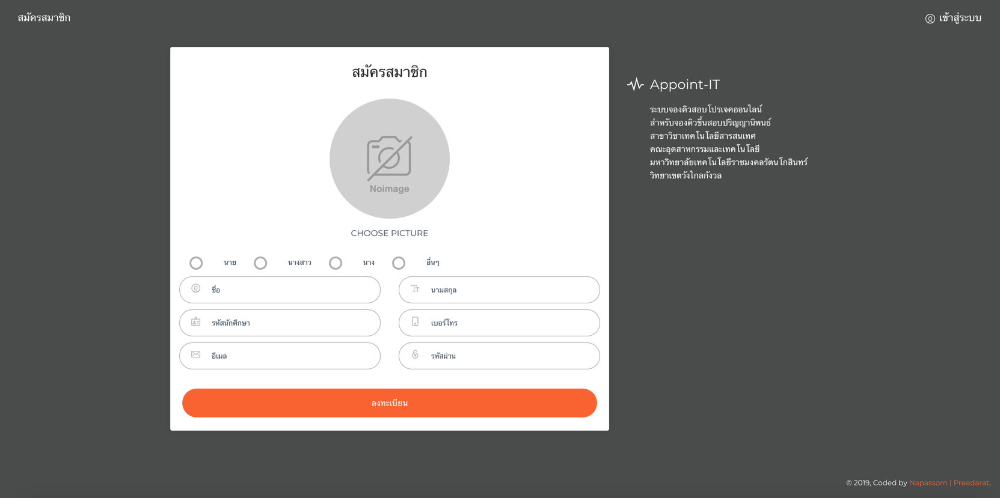 สมัครสมาชิก
เข้าสู่ระบบ
สมัครสมาชิก
Noimage
CHOOSE PICTURE
นาย นางสาว นาง อื่นๆ
ชื่อ นามสกุล
รหัสนักศึกษา เบอร์โทร
อีเมล รหัสผ่าน
ลงทะเบียน
Appoint-IT
ระบบจองคิวสอบโปรเจคออนไลน์
สำหรับจองคิวขึ้นสอบปริญญานิพนธ์
สาขาวิชาเทคโนโลยีสารสนเทศ
คณะอุตสาหกรรมและเทคโนโลยี
มหาวิทยาลัยเทคโนโลยีราชมงคลรัตนโกสินทร์
วิทยาเขตวังไกลกังวล
© 2019, Coded by Napassorn | Preedarat.